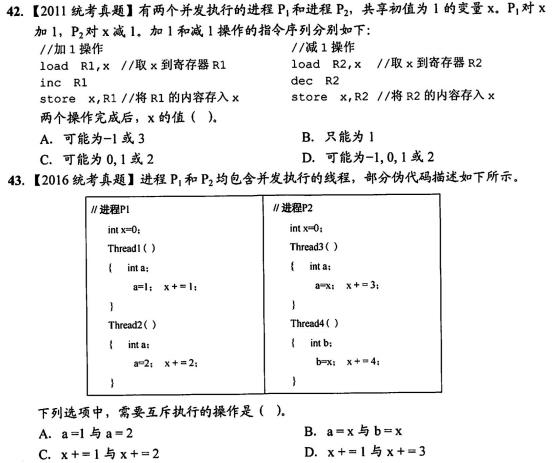 42.【2011 统考真题】有两个并发执行的进程 P1 和进程 P2，共享初值为 1 的变量 x。P1 对 x
加 1，P2 对 x 减 1。加 1 和减 1 操作的指令序列分别如下：
//加 1 操作 //减 1 操作
load R1,x //取 x 到寄存器 R1 load R2,x //取 x 到寄存器 R2
inc R1 dec R2
store x,R1 //将 R1 的内容存入 x store x,R2 //将 R2 的内容存入 x
两个操作完成后，x 的值（ ）。
A. 可能为−1 或 3 B. 只能为 1
C. 可能为 0, 1 或 2 D. 可能为−1, 0, 1 或 2
43.【2016 统考真题】进程 P1 和 P2 均包含并发执行的线程，部分伪代码描述如下所示。
// 进程P1
int x=0;
Thread1( )
{ int a;
a=1; x+=1;
}
Thread2( )
{ int a;
a=2; x+=2;
}
// 进程P2
int x=0;
Thread3( )
{ int a;
a=x; x+=3;
}
Thread4( )
{ int b;
b=x; x+=4;
}
下列选项中，需要互斥执行的操作是（ ）。
A. a=1 与 a=2 B. a=x 与 b=x
C. x+=1 与 x+=2 D. x+=1 与 x+=3